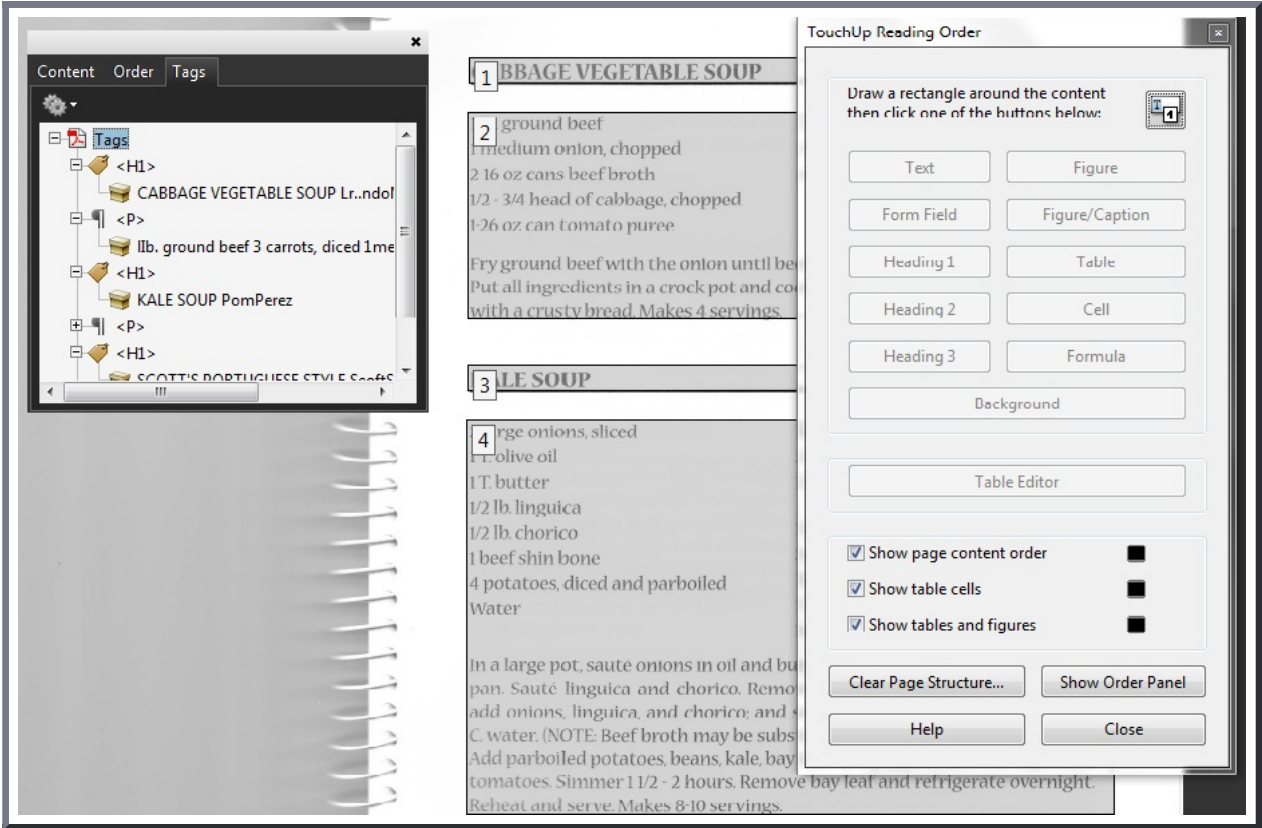 Content Order Tags
Tags
<H1>
CABBAGE VEGETABLE SOUP Lr..ndo
<P>
IIb. ground beef 3 carrots, diced 1me
<H1>
KALE SOUP PomPerez
<P>
<H1>
SCOTT'S PORTUGUESE STYLE ScoftS
1 BBAGE VEGETABLE SOUP
2 ground beef
1 medium onion, chopped
2 16 oz cans beef broth
1/2 - 3/4 head of cabbage, chopped
1-26 oz can tomato puree
Fry ground beef with the onion until
Put all ingredients in a crock pot and
with a crusty bread. Makes 4 servings.
3 LE SOUP
4 rge onions, sliced
1 T. olive oil
1 T. butter
1/2 lb. linguica
1/2 lb. chorico
1 beef shin bone
4 potatoes, diced and parboiled
Water
In a large pot, saute onions in oil and
pan. Sauté linguica and chorico.
add onions, linguica, and chorico; and
C. water. (NOTE: Beef broth may be
Add parboiled potatoes, beans, kale, bay
tomatoes. Simmer 1 1/2 - 2 hours. Remove bay leaf and refrigerate overnight.
Reheat and serve. Makes 8-10 servings.
TouchUp Reading Order
Draw a rectangle around the content
then click one of the buttons below:
Text Figure
Form Field Figure/Caption
Heading 1 Table
Heading 2 Cell
Heading 3 Formula
Background
Table Editor
Show page content order
Show table cells
Show tables and figures
Clear Page Structure... Show Order Panel
Help Close